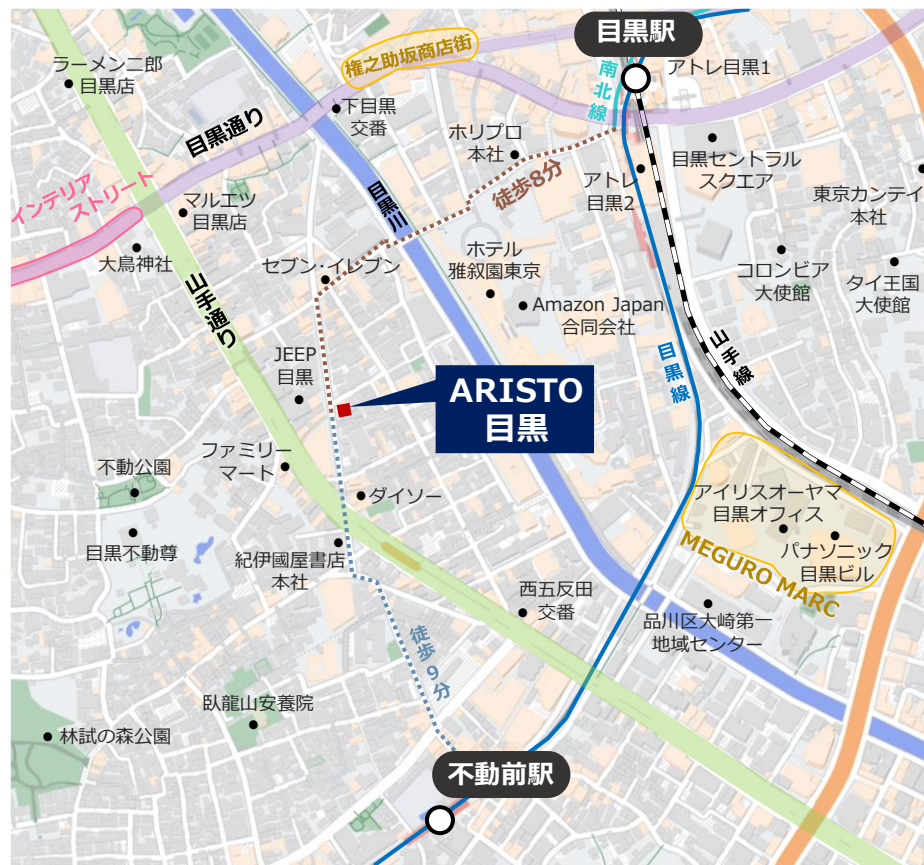 目黒駅
アトレ目黒1
権之助坂商店街
南北線
ラーメン二郎
目黒店
下目黒
交番
目黒通り
ホリプロ
本社
徒歩8分
アトレ
目黒2
目黒セントラル
スクエア
東京カンテイ
本社
インテリア
ストリート
マルエツ
目黒店
目黒川
大鳥神社
セブン‐イレブン
ホテル
雅叙園東京
コロンビア
大使館
タイ王国
大使館
山手通り
Amazon Japan
合同会社
山手線
目黒線
JEEP
目黒
ARISTO
目黒
不動公園
ファミリー
マート
ダイソー
アイリスオーヤマ
目黒オフィス
目黒不動尊
紀伊國屋書店
本社
パナソニック
目黒ビル
MEGURO MARC
西五反田
交番
品川区大崎第一
地域センター
徒歩9分
臥龍山安養院
林試の森公園
不動前駅